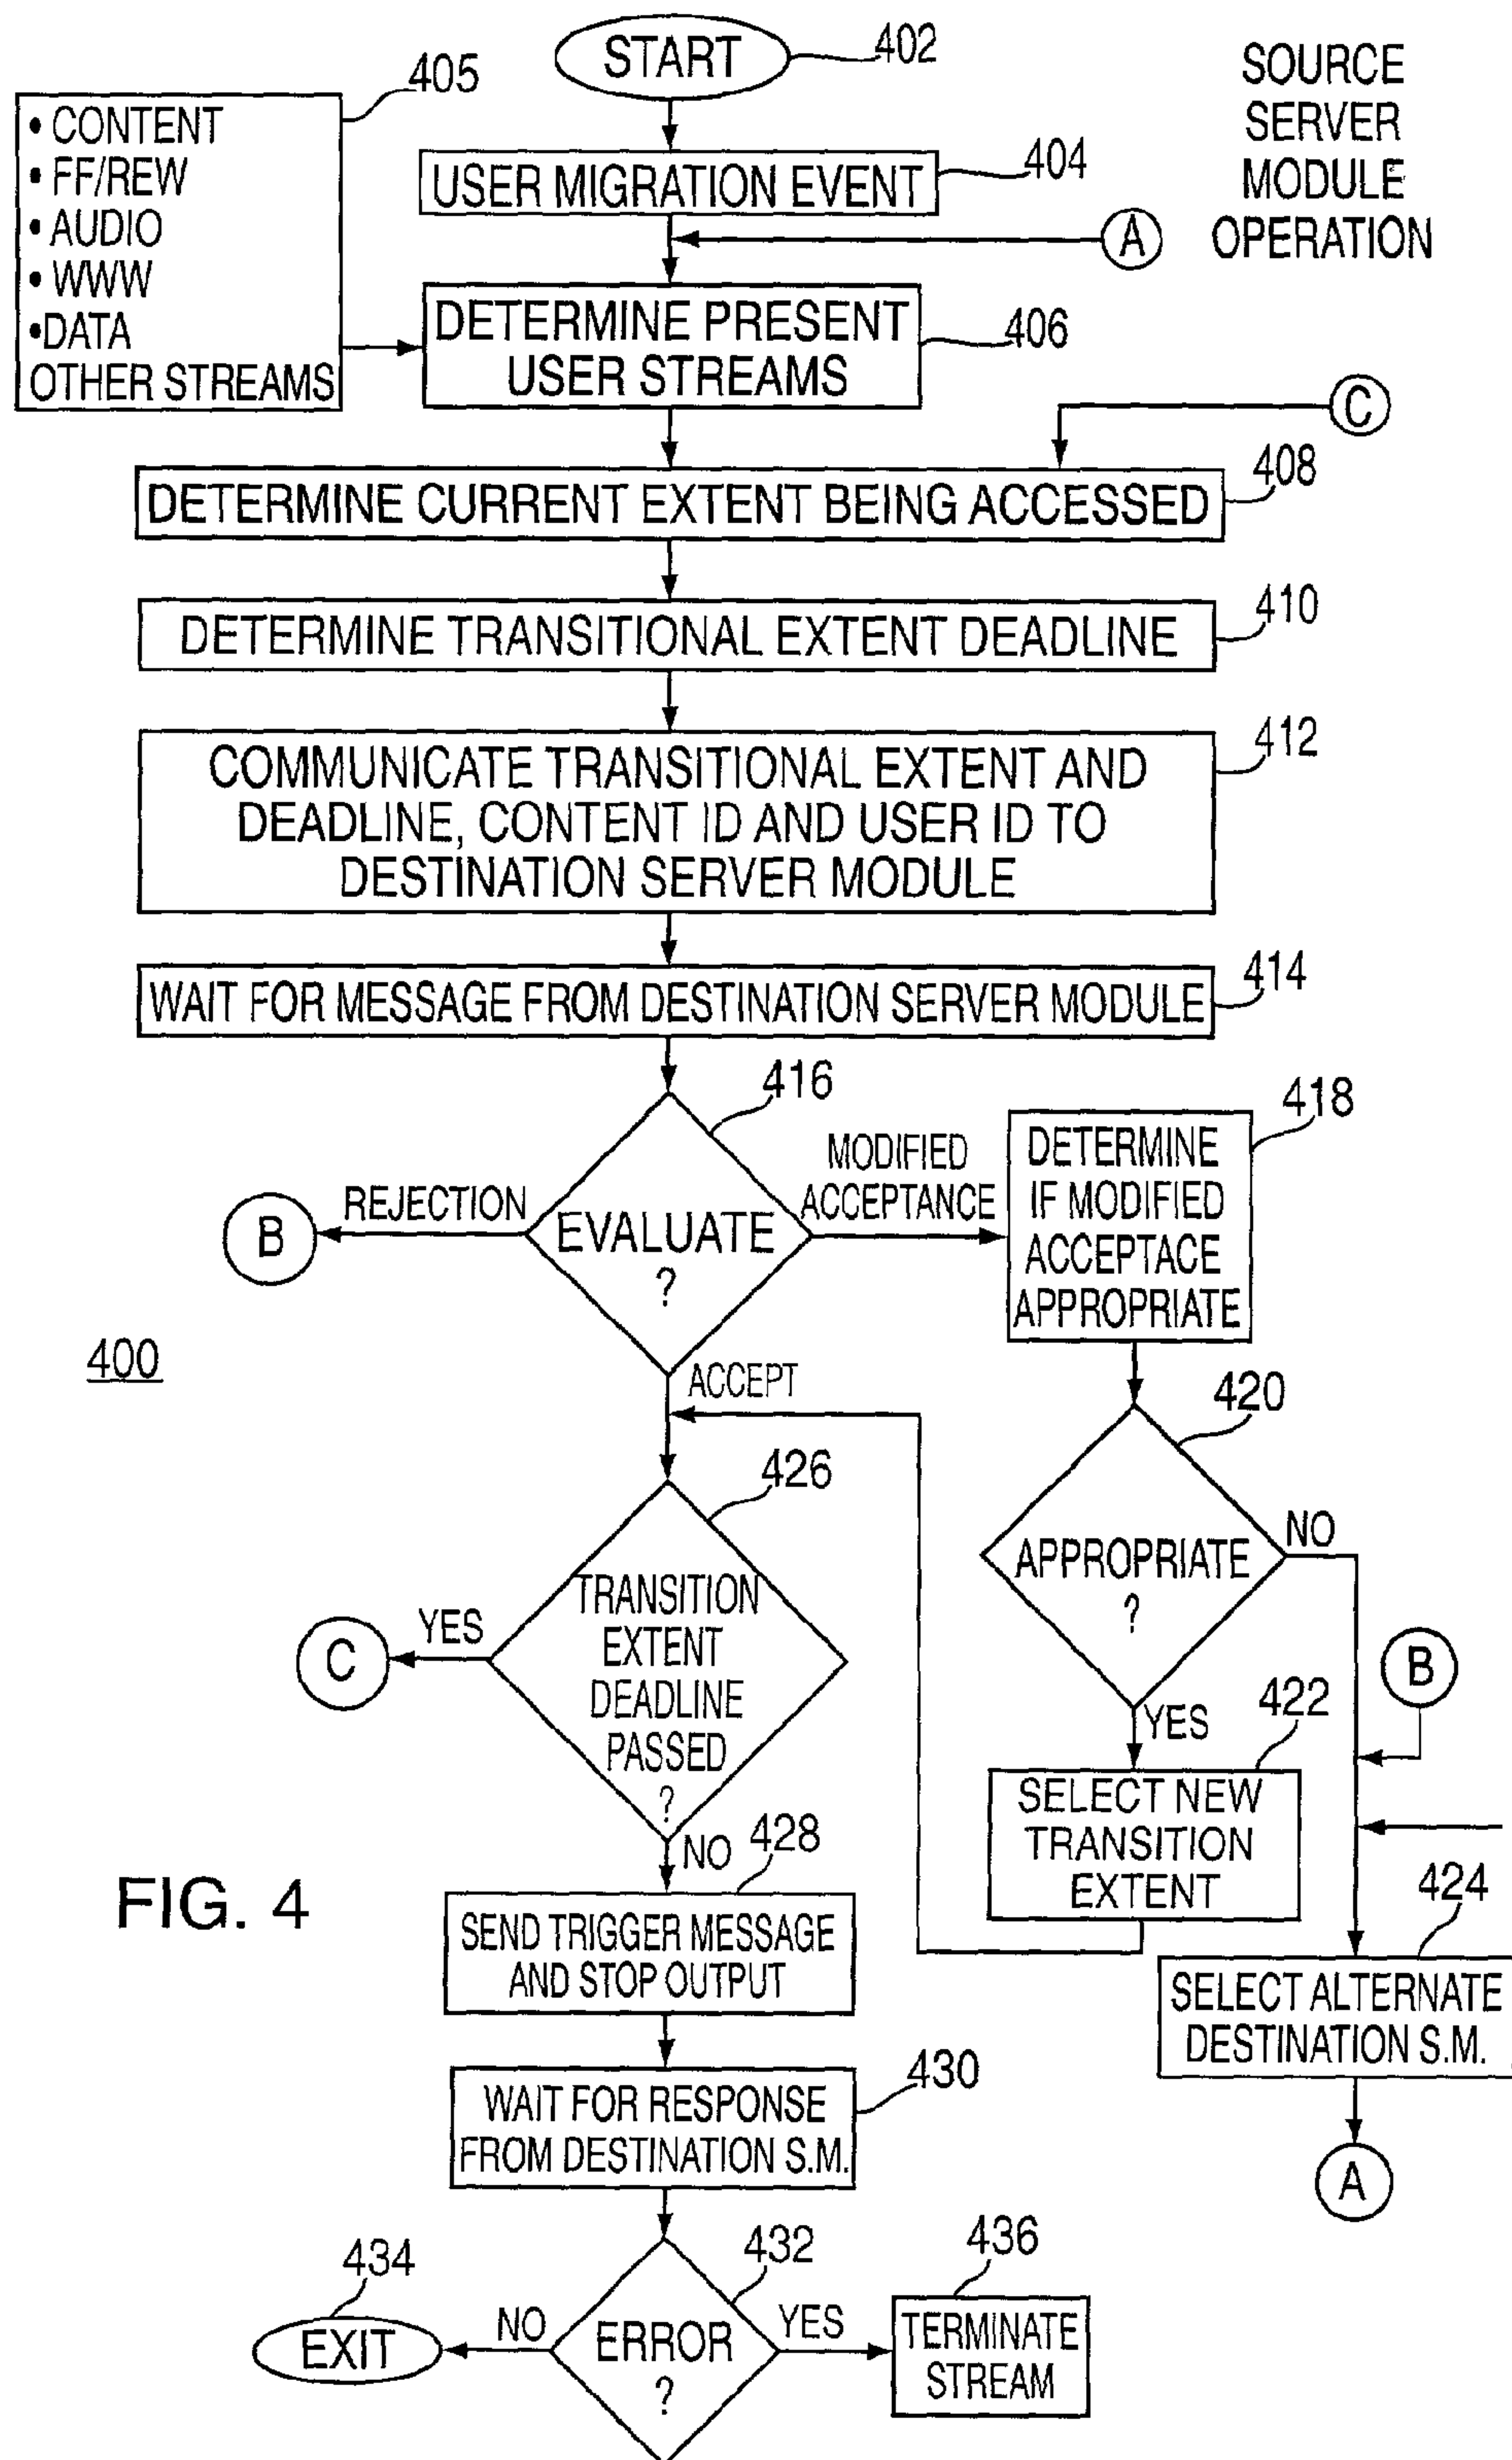 START
402
SOURCE
SERVER
MODULE
OPERATION
405
• CONTENT
• FF/REW
• AUDIO
• WWW
•DATA
OTHER STREAMS
USER MIGRATION EVENT
404
A
DETERMINE PRESENT
USER STREAMS
406
C
DETERMINE CURRENT EXTENT BEING ACCESSED
408
DETERMINE TRANSITIONAL EXTENT DEADLINE
410
COMMUNICATE TRANSITIONAL EXTENT AND
DEADLINE, CONTENT ID AND USER ID TO
DESTINATION SERVER MODULE
412
WAIT FOR MESSAGE FROM DESTINATION SERVER MODULE
414
416
EVALUATE
?
REJECTION
B
MODIFIED
ACCEPTANCE
418
DETERMINE
IF MODIFIED
ACCEPTACE
APPROPRIATE
400
ACCEPT
420
APPROPRIATE
?
NO
B
YES
426
TRANSITION
EXTENT
DEADLINE
PASSED
?
YES
C
422
SELECT NEW
TRANSITION
EXTENT
NO
428
SEND TRIGGER MESSAGE
AND STOP OUTPUT
FIG. 4
424
SELECT ALTERNATE
DESTINATION S.M.
A
430
WAIT FOR RESPONSE
FROM DESTINATION S.M.
432
ERROR
?
NO
434
EXIT
YES
436
TERMINATE
STREAM